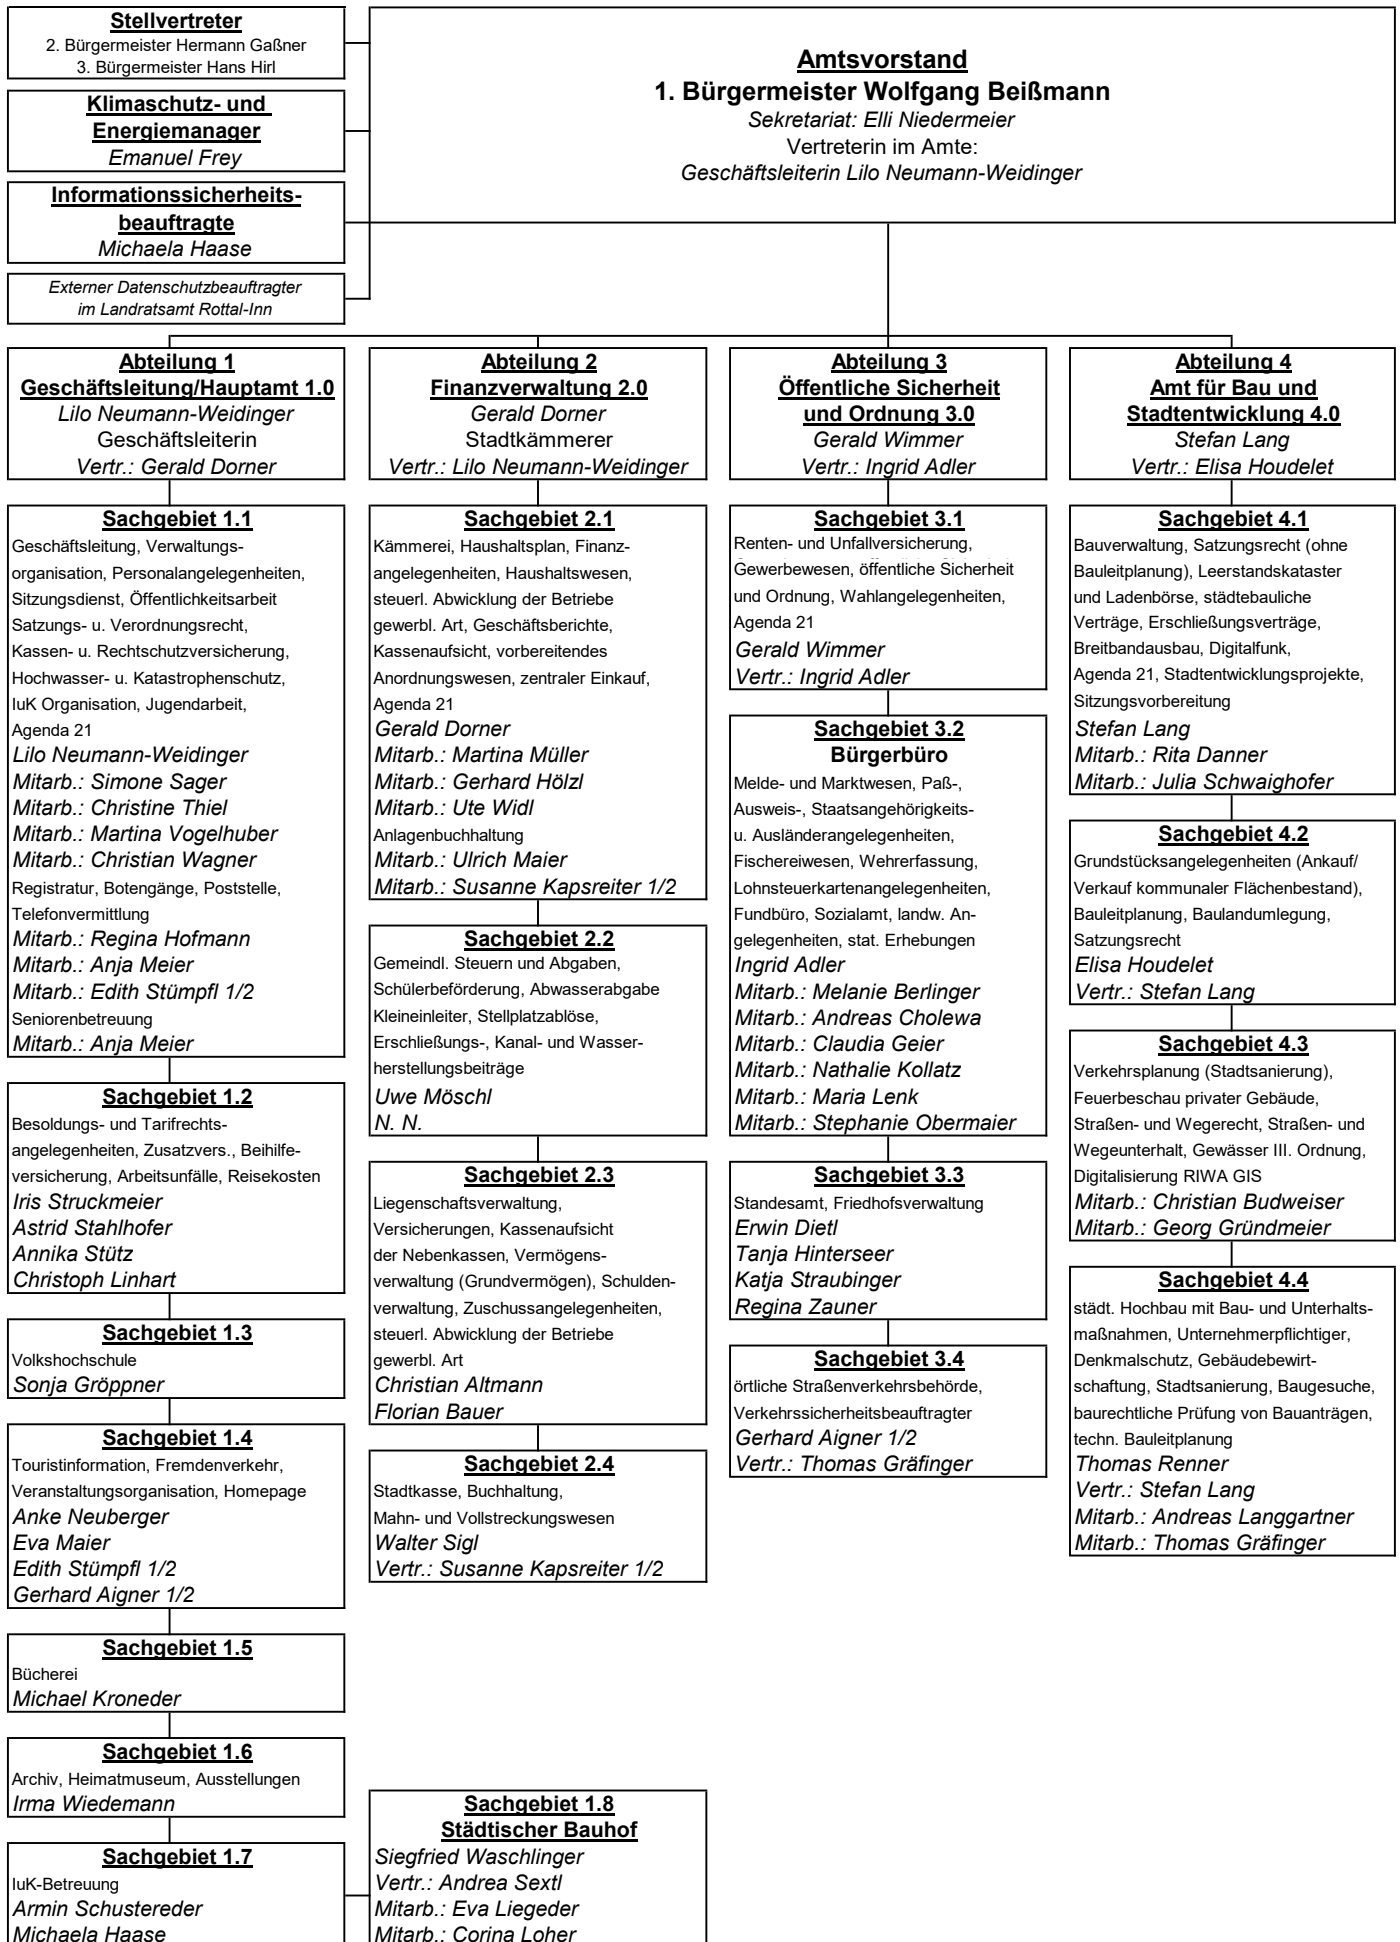 Stellvertreter
2. Bürgermeister Hermann Gaßner
3. Bürgermeister Hans Hirl
Klimaschutz- und
Energiemanager
Emanuel Frey
Informationssicherheits-
beauftragte
Michaela Haase
Externer Datenschutzbeauftragter
im Landratsamt Rottal-Inn
Amtsvorstand
1. Bürgermeister Wolfgang Beißmann
Sekretariat: Elli Niedermeier
Vertreterin im Amte:
Geschäftsleiterin Lilo Neumann-Weidinger
Abteilung 1
Geschäftsleitung/Hauptamt 1.0
Lilo Neumann-Weidinger
Geschäftsleiterin
Vertr.: Gerald Dorner
Sachgebiet 1.1
Geschäftsleitung, Verwaltungs-
organisation, Personalangelegenheiten,
Sitzungsdienst, Öffentlichkeitsarbeit
Satzungs- u. Verordnungsrecht,
Kassen- u. Rechtschutzversicherung,
Hochwasser- u. Katastrophenschutz,
IuK Organisation, Jugendarbeit,
Agenda 21
Lilo Neumann-Weidinger
Mitarb.: Simone Sager
Mitarb.: Christine Thiel
Mitarb.: Martina Vogelhuber
Mitarb.: Christian Wagner
Registratur, Botengänge, Poststelle,
Telefonvermittlung
Mitarb.: Regina Hofmann
Mitarb.: Anja Meier
Mitarb.: Edith Stümpfl 1/2
Seniorenbetreuung
Mitarb.: Anja Meier
Sachgebiet 1.2
Besoldungs- und Tarifrechts-
angelegenheiten, Zusatzvers., Beihilfe-
versicherung, Arbeitsunfälle, Reisekosten
Iris Struckmeier
Astrid Stahlhofer
Annika Stütz
Christoph Linhart
Sachgebiet 1.3
Volkshochschule
Sonja Gröppner
Sachgebiet 1.4
Touristinformation, Fremdenverkehr,
Veranstaltungsorganisation, Homepage
Anke Neuberger
Eva Maier
Edith Stümpfl 1/2
Gerhard Aigner 1/2
Sachgebiet 1.5
Bücherei
Michael Kroneder
Sachgebiet 1.6
Archiv, Heimatmuseum, Ausstellungen
Irma Wiedemann
Sachgebiet 1.7
IuK-Betreuung
Armin Schustereder
Michaela Haase
Abteilung 2
Finanzverwaltung 2.0
Gerald Dorner
Stadtkämmerer
Vertr.: Lilo Neumann-Weidinger
Sachgebiet 2.1
Kämmerei, Haushaltsplan, Finanz-
angelegenheiten, Haushaltswesen,
steuerl. Abwicklung der Betriebe
gewerbl. Art, Geschäftsberichte,
Kassenaufsicht, vorbereitendes
Anordnungswesen, zentraler Einkauf,
Agenda 21
Gerald Dorner
Mitarb.: Martina Müller
Mitarb.: Gerhard Hölzl
Mitarb.: Ute Widl
Anlagenbuchhaltung
Mitarb.: Ulrich Maier
Mitarb.: Susanne Kapsreiter 1/2
Sachgebiet 2.2
Gemeindl. Steuern und Abgaben,
Schülerbeförderung, Abwasserabgabe
Kleineinleiter, Stellplatzablöse,
Erschließungs-, Kanal- und Wasser-
herstellungsbeiträge
Uwe Möschl
N. N.
Sachgebiet 2.3
Liegenschaftsverwaltung,
Versicherungen, Kassenaufsicht
der Nebenkassen, Vermögens-
verwaltung (Grundvermögen), Schulden-
verwaltung, Zuschussangelegenheiten,
steuerl. Abwicklung der Betriebe
gewerbl. Art
Christian Altmann
Florian Bauer
Sachgebiet 2.4
Stadtkasse, Buchhaltung,
Mahn- und Vollstreckungswesen
Walter Sigl
Vertr.: Susanne Kapsreiter 1/2
Sachgebiet 1.8
Städtischer Bauhof
Siegfried Waschlinger
Vertr.: Andrea Sextl
Mitarb.: Eva Liegeder
Mitarb.: Corina Loher
Abteilung 3
Öffentliche Sicherheit
und Ordnung 3.0
Gerald Wimmer
Vertr.: Ingrid Adler
Sachgebiet 3.1
Renten- und Unfallversicherung,
Gewerbewesen, öffentliche Sicherheit
und Ordnung, Wahlangelegenheiten,
Agenda 21
Gerald Wimmer
Vertr.: Ingrid Adler
Sachgebiet 3.2
Bürgerbüro
Melde- und Marktwesen, Paß-,
Ausweis-, Staatsangehörigkeits-
u. Ausländerangelegenheiten,
Fischereiwesen, Wehrerfassung,
Lohnsteuerkartenangelegenheiten,
Fundbüro, Sozialamt, landw. An-
gelegenheiten, stat. Erhebungen
Ingrid Adler
Mitarb.: Melanie Berlinger
Mitarb.: Andreas Cholewa
Mitarb.: Claudia Geier
Mitarb.: Nathalie Kollatz
Mitarb.: Maria Lenk
Mitarb.: Stephanie Obermaier
Sachgebiet 3.3
Standesamt, Friedhofsverwaltung
Erwin Dietl
Tanja Hinterseer
Katja Straubinger
Regina Zauner
Sachgebiet 3.4
örtliche Straßenverkehrsbehörde,
Verkehrssicherheitsbeauftragter
Gerhard Aigner 1/2
Vertr.: Thomas Gräfinger
Abteilung 4
Amt für Bau und
Stadtentwicklung 4.0
Stefan Lang
Vertr.: Elisa Houdelet
Sachgebiet 4.1
Bauverwaltung, Satzungsrecht (ohne
Bauleitplanung), Leerstandskataster
und Ladenbörse, städtebauliche
Verträge, Erschließungsverträge,
Breitbandausbau, Digitalfunk,
Agenda 21, Stadtentwicklungsprojekte,
Sitzungsvorbereitung
Stefan Lang
Mitarb.: Rita Danner
Mitarb.: Julia Schwaighofer
Sachgebiet 4.2
Grundstücksangelegenheiten (Ankauf/
Verkauf kommunaler Flächenbestand),
Bauleitplanung, Baulandumlegung,
Satzungsrecht
Elisa Houdelet
Vertr.: Stefan Lang
Sachgebiet 4.3
Verkehrsplanung (Stadtsanierung),
Feuerbeschau privater Gebäude,
Straßen- und Wegerecht, Straßen- und
Wegeunterhalt, Gewässer III. Ordnung,
Digitalisierung RIWA GIS
Mitarb.: Christian Budweiser
Mitarb.: Georg Gründmeier
Sachgebiet 4.4
städt. Hochbau mit Bau- und Unterhalts-
maßnahmen, Unternehmerpflichtiger,
Denkmalschutz, Gebäudebewirt-
schaftung, Stadtsanierung, Baugesuche,
baurechtliche Prüfung von Bauanträgen,
techn. Bauleitplanung
Thomas Renner
Vertr.: Stefan Lang
Mitarb.: Andreas Langgartner
Mitarb.: Thomas Gräfinger